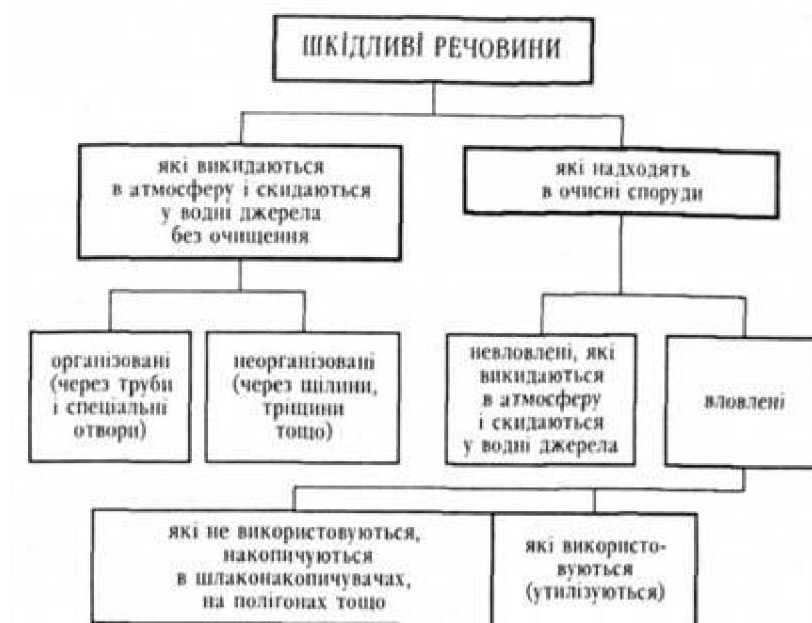 ШКІДЛИВІ РЕЧОВИНИ
які викидаються
в атмосферу і скидаються
у водні джерела
без очищення
які надходять
в очисні споруди
організовані
(через труби
і спеціальні
отвори)
неорганізовані
(через щілини,
тріщини
тощо)
невловлені, які
викидаються
в атмосферу
і скидаються
у водні джерела
вловлені
які не використовуються,
накопичуються
в шлаконакопичувачах,
на полігонах тощо
які використо-
вуються
(утилізуються)